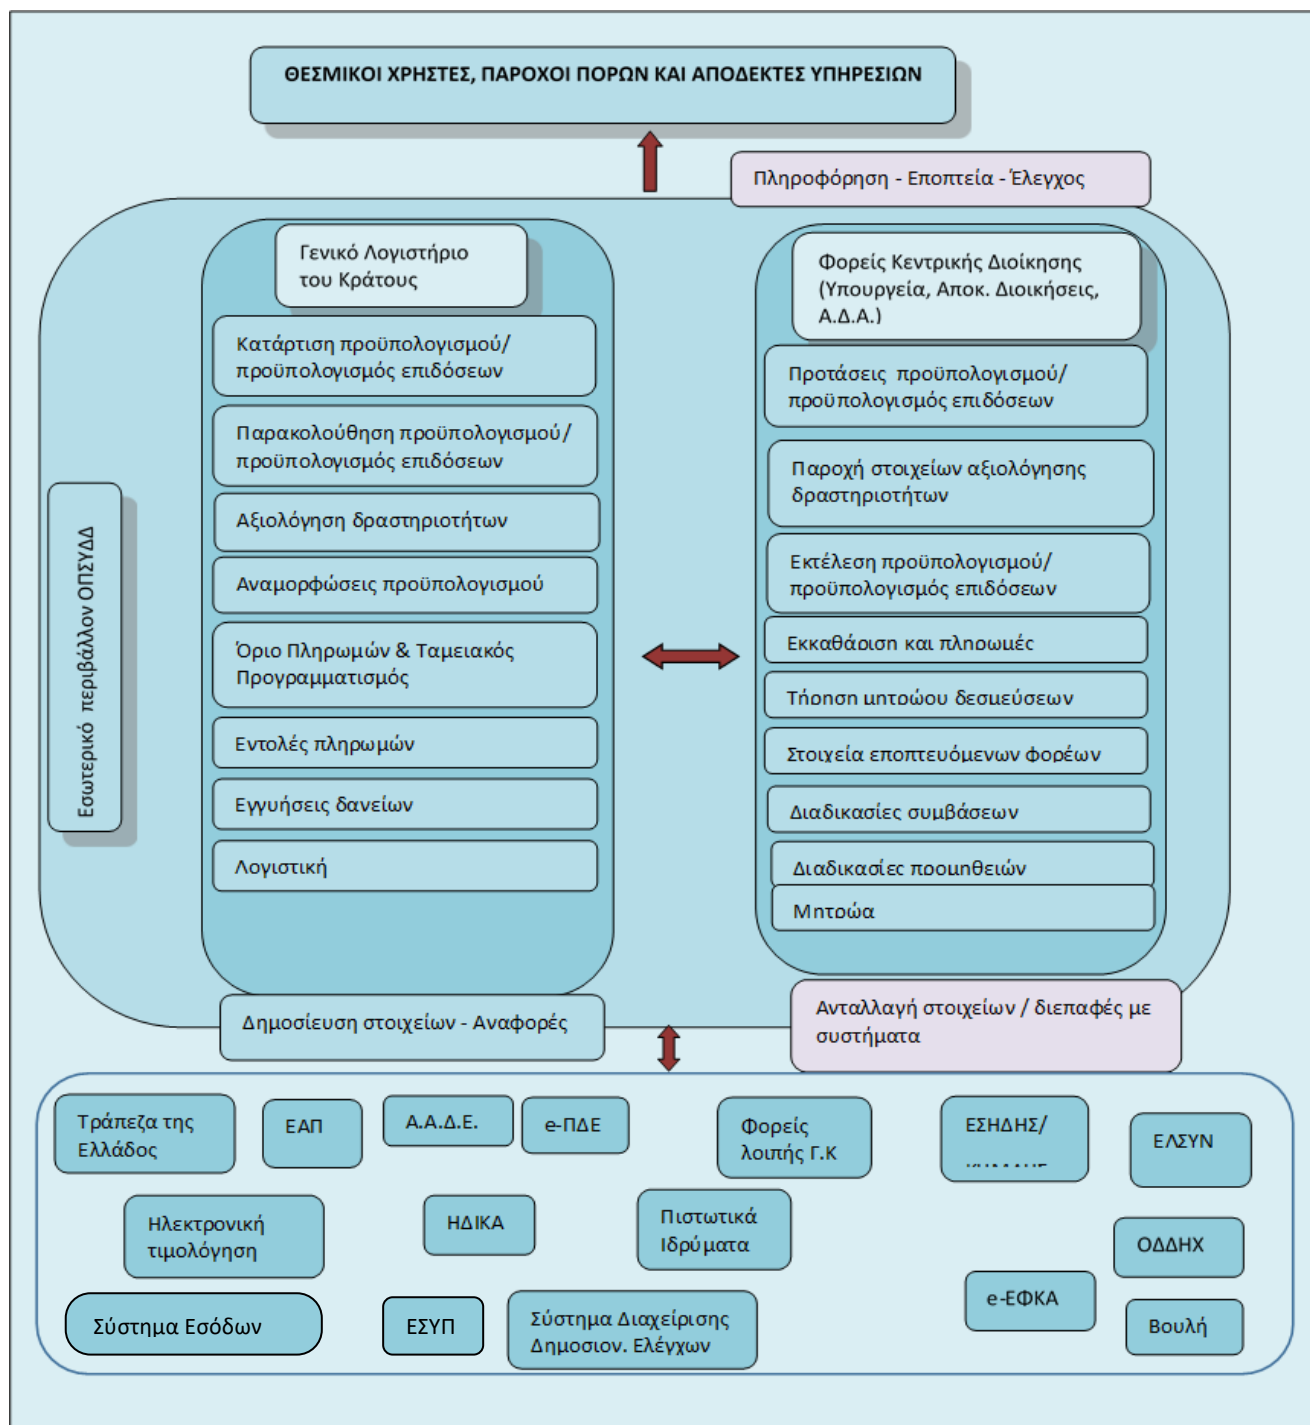 ΘΕΣΜΙΚΟΙ ΧΡΗΣΤΕΣ, ΠΑΡΟΧΟΙ ΠΟΡΩΝ ΚΑΙ ΑΠΟΔΕΚΤΕΣ ΥΠΗΡΕΣΙΩΝ
Πληροφόρηση - Εποπτεία - Έλεγχος
Εσωτερικό περιβάλλον ΟΠΣΥΔΔ
Γενικό Λογιστήριο
του Κράτους
Κατάρτιση προϋπολογισμού/
προϋπολογισμός επιδόσεων
Παρακολούθηση προϋπολογισμού/
προϋπολογισμός επιδόσεων
Αξιολόγηση δραστηριοτήτων
Αναμορφώσεις προϋπολογισμού
Όριο Πληρωμών & Ταμειακός
Προγραμματισμός
Εντολές πληρωμών
Εγγυήσεις δανείων
Λογιστική
Φορείς Κεντρικής Διοίκησης
(Υπουργεία, Αποκ. Διοικήσεις,
Α.Δ.Α.)
Προτάσεις προϋπολογισμού/
προϋπολογισμός επιδόσεων
Παροχή στοιχείων αξιολόγησης
δραστηριοτήτων
Εκτέλεση προϋπολογισμού/
προϋπολογισμός επιδόσεων
Εκκαθάριση και πληρωμές
Τήρηση μητρώου δεσμεύσεων
Στοιχεία εποπτευόμενων φορέων
Διαδικασίες συμβάσεων
Διαδικασίες προμηθειών
Μητρώα
Δημοσίευση στοιχείων - Αναφορές
Ανταλλαγή στοιχείων / διεπαφές με
συστήματα
Τράπεζα της
Ελλάδος
ΕΑΠ
Α.Α.Δ.Ε.
e-ΠΔΕ
Φορείς
λοιπής Γ.Κ
ΕΣΗΔΗΣ/
ΕΛΣΥΝ
Ηλεκτρονική
τιμολόγηση
ΗΔΙΚΑ
Πιστωτικά
Ιδρύματα
ΟΔΔΗΧ
Σύστημα Εσόδων
ΕΣΥΠ
Σύστημα Διαχείρισης
Δημοσιον. Ελέγχων
e-ΕΦΚΑ
Βουλή